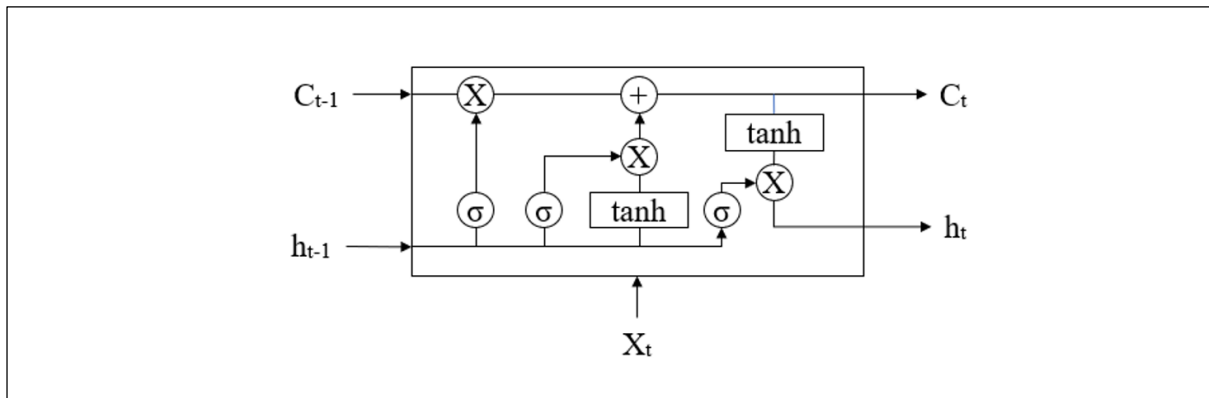 Cₜ₋₁ X + Cₜ
tanh
X X
σ σ tanh σ
hₜ₋₁ hₜ
Xₜ